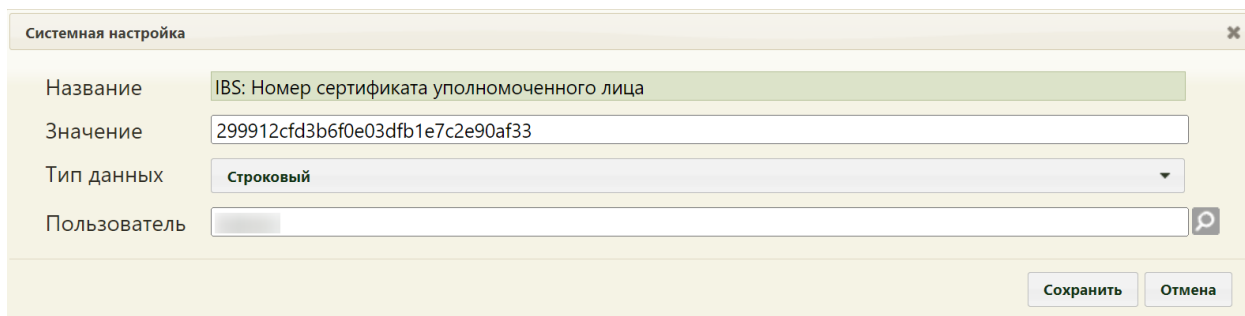 Системная настройка
Название IBS: Номер сертификата уполномоченного лица
Значение 299912cfd3b6f0e03dfb1e7c2e90af33
Тип данных Строковый
Пользователь
Сохранить Отмена